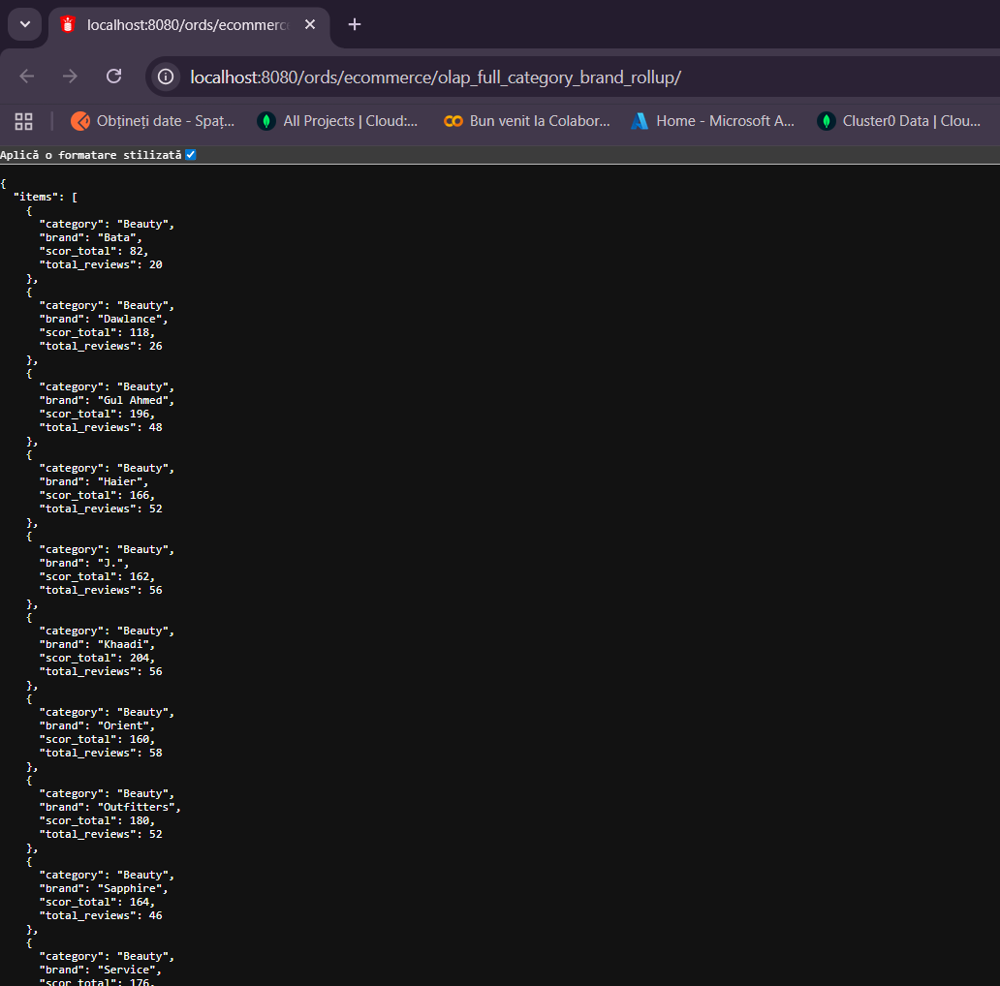 localhost:8080/ords/ecommerc
localhost:8080/ords/ecommerce/olap_full_category_brand_rollup/
Obțineți date - Spaț...
All Projects | Cloud:...
Bun venit la Colabor...
Home - Microsoft A...
Cluster0 Data | Clou...
Aplică o formatare stilizată
{
"items": [
{
"category": "Beauty",
"brand": "Bata",
"scor_total": 82,
"total_reviews": 20
},
{
"category": "Beauty",
"brand": "Dawlance",
"scor_total": 118,
"total_reviews": 26
},
{
"category": "Beauty",
"brand": "Gul Ahmed",
"scor_total": 196,
"total_reviews": 48
},
{
"category": "Beauty",
"brand": "Haier",
"scor_total": 166,
"total_reviews": 52
},
{
"category": "Beauty",
"brand": "J.",
"scor_total": 162,
"total_reviews": 56
},
{
"category": "Beauty",
"brand": "Khaadi",
"scor_total": 204,
"total_reviews": 56
},
{
"category": "Beauty",
"brand": "Orient",
"scor_total": 160,
"total_reviews": 58
},
{
"category": "Beauty",
"brand": "Outfitters",
"scor_total": 180,
"total_reviews": 52
},
{
"category": "Beauty",
"brand": "Sapphire",
"scor_total": 164,
"total_reviews": 46
},
{
"category": "Beauty",
"brand": "Service",
"scor_total": 176,